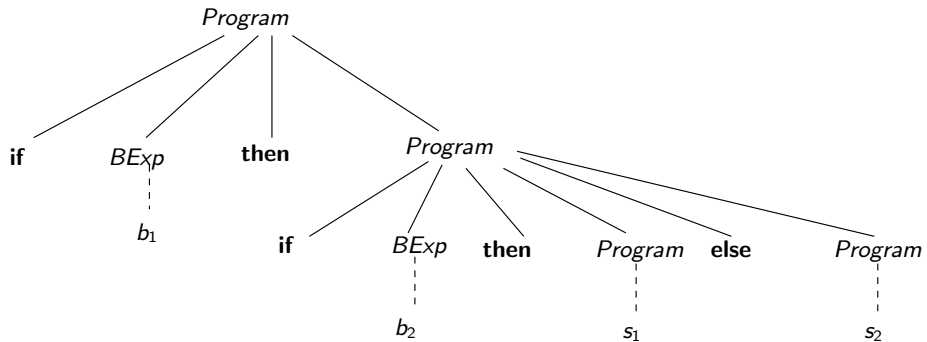 Program
if BExp then Program
b₁
if BExp then Program else Program
b₂ s₁ s₂